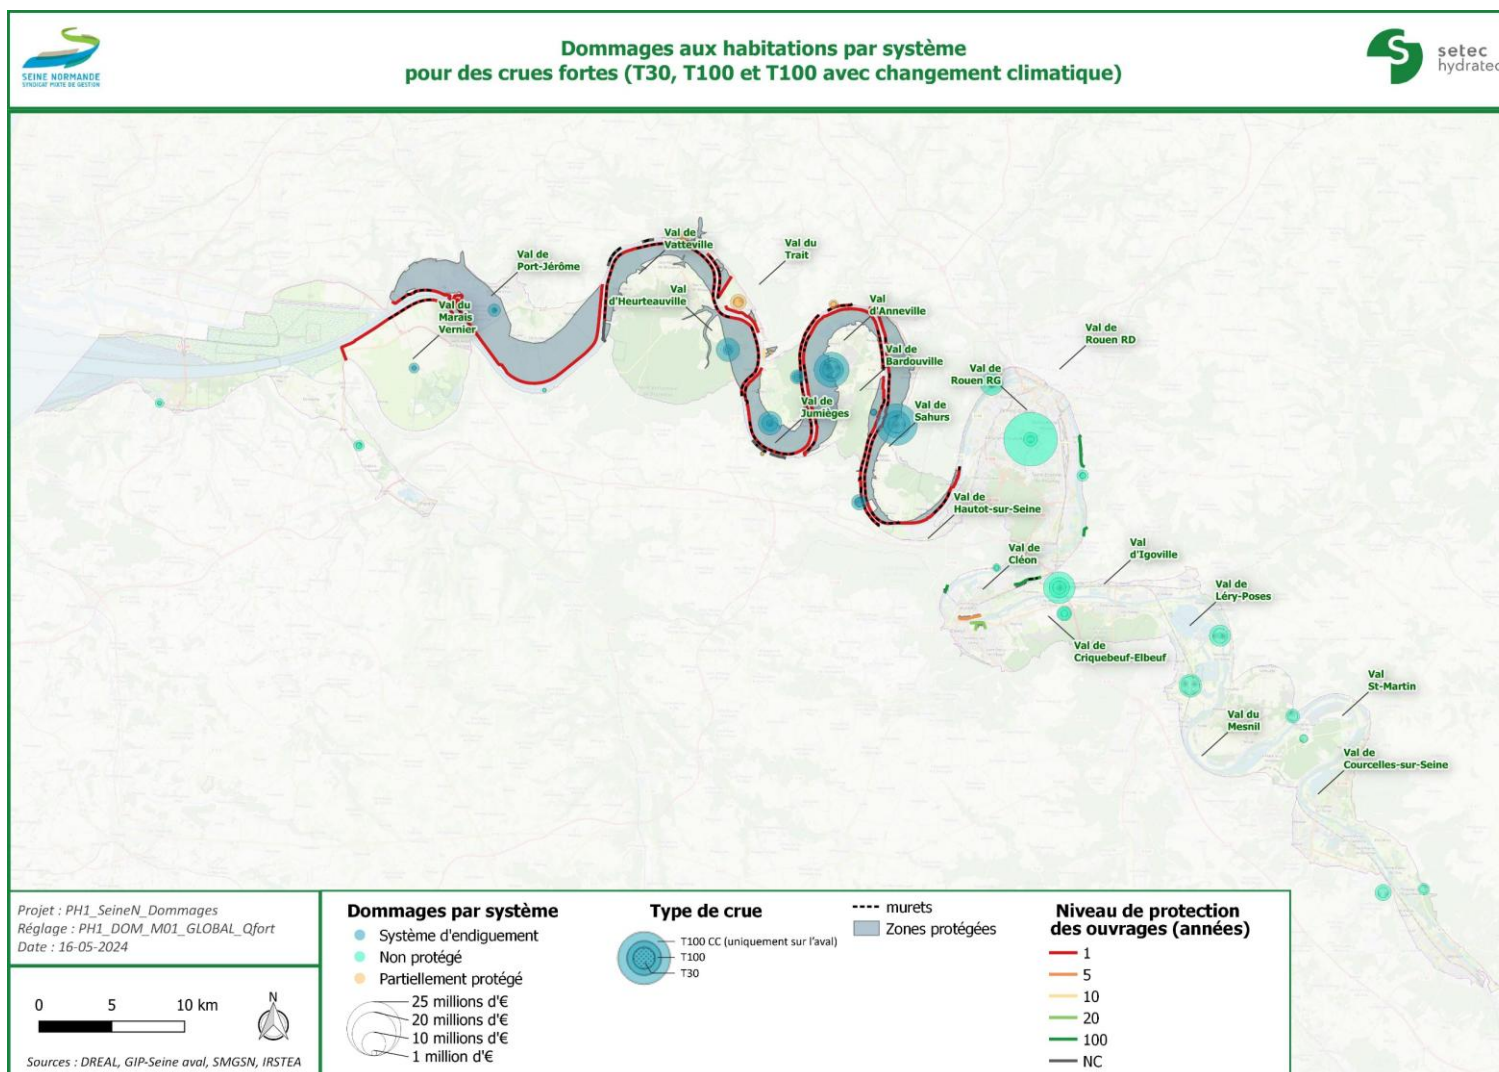 SEINE NORMANDE
SYNDICAT MIXTE DE GESTION
Dommages aux habitations par système
pour des crues fortes (T30, T100 et T100 avec changement climatique)
setec
hydratec
Val de
Vatteville
Val du
Trait
Val de
Port-Jérôme
Val
d'Heurteauville
Val du
Marais
Vernier
Val
d'Anneville
Val de
Bardouville
Val de
Rouen RD
Val de
Rouen RG
Val de
Jumièges
Val de
Sahurs
Val de
Hautot-sur-Seine
Val de
Cléon
Val
d'Igoville
Val de
Léry-Poses
Val de
Criquebeuf-Elbeuf
Val
St-Martin
Val du
Mesnil
Val de
Courcelles-sur-Seine
Projet : PH1_SeineN_Dommages
Réglage : PH1_DOM_M01_GLOBAL_Qfort
Date : 16-05-2024
0 5 10 km
N
Sources : DREAL, GIP-Seine aval, SMGSN, IRSTEA
Dommages par système
Système d'endiguement
Non protégé
Partiellement protégé
25 millions d'€
20 millions d'€
10 millions d'€
1 million d'€
Type de crue
T100 CC (uniquement sur l'aval)
T100
T30
murets
Zones protégées
Niveau de protection
des ouvrages (années)
1
5
10
20
100
NC